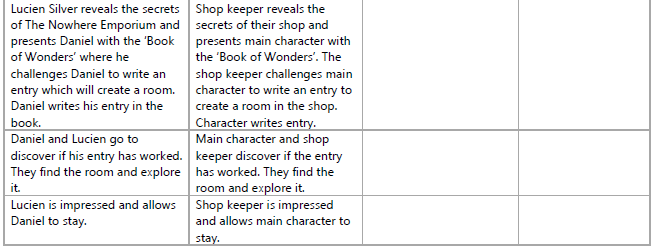 Lucien Silver reveals the secrets
of The Nowhere Emporium and
presents Daniel with the ‘Book
of Wonders’ where he
challenges Daniel to write an
entry which will create a room.
Daniel writes his entry in the
book.
Shop keeper reveals the
secrets of their shop and
presents main character with
the ‘Book of Wonders’. The
shop keeper challenges main
character to write an entry to
create a room in the shop.
Character writes entry.
Daniel and Lucien go to
discover if his entry has worked.
They find the room and explore
it.
Main character and shop
keeper discover if the entry
has worked. They find the
room and explore it.
Lucien is impressed and allows
Daniel to stay.
Shop keeper is impressed
and allows main character to
stay.